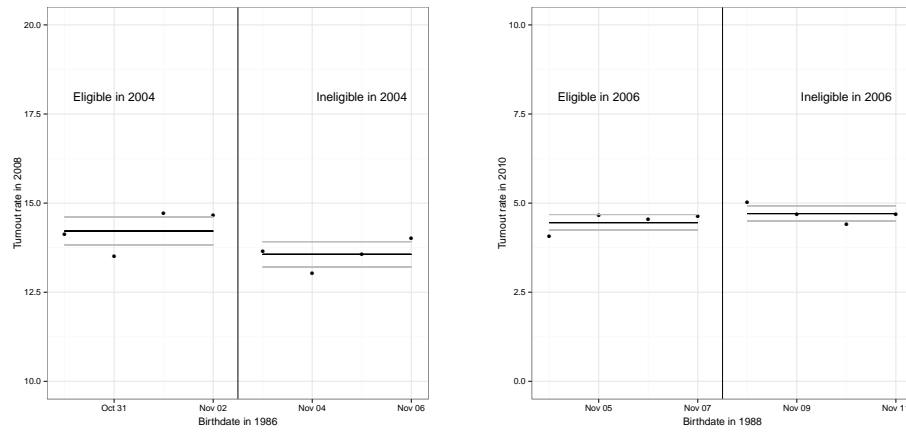 Turnout rate in 2008
20.0
17.5
15.0
12.5
10.0
Eligible in 2004
Ineligible in 2004
Oct 31
Nov 02
Nov 04
Nov 06
Birthdate in 1986
Turnout rate in 2010
10.0
7.5
5.0
2.5
0.0
Eligible in 2006
Ineligible in 2006
Nov 05
Nov 07
Nov 09
Nov 11
Birthdate in 1988